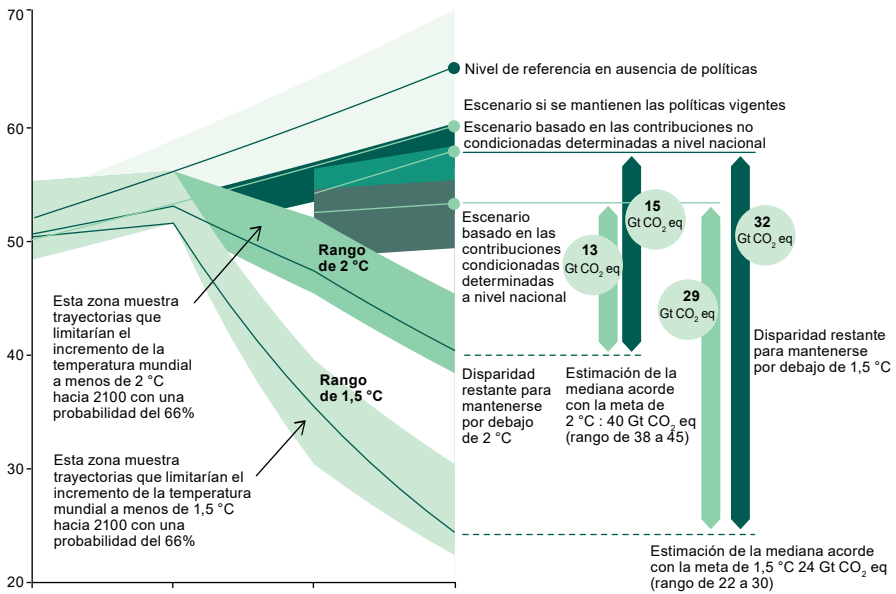 70
60
50
40
30
20
Nivel de referencia en ausencia de políticas
Escenario si se mantienen las políticas vigentes
Escenario basado en las contribuciones no
condicionadas determinadas a nivel nacional
Escenario
basado en las
contribuciones
condicionadas
determinadas
a nivel nacional
13
Gt CO2 eq
15
Gt CO2 eq
29
Gt CO2 eq
32
Gt CO2 eq
Rango
de 2 °C
Rango
de 1,5 °C
Esta zona muestra
trayectorias que
limitarían el
incremento de la
temperatura mundial
a menos de 2 °C
hacia 2100 con una
probabilidad del 66%
Esta zona muestra
trayectorias que limitarían el
incremento de la temperatura
mundial a menos de 1,5 °C
hacia 2100 con una
probabilidad del 66%
Disparidad
restante para
mantenerse
por debajo
de 2 °C
Estimación de la
mediana acorde
con la meta de
2 °C : 40 Gt CO2 eq
(rango de 38 a 45)
Disparidad restante
para mantenerse
por debajo de 1,5 °C
Estimación de la mediana acorde
con la meta de 1,5 °C 24 Gt CO2 eq
(rango de 22 a 30)